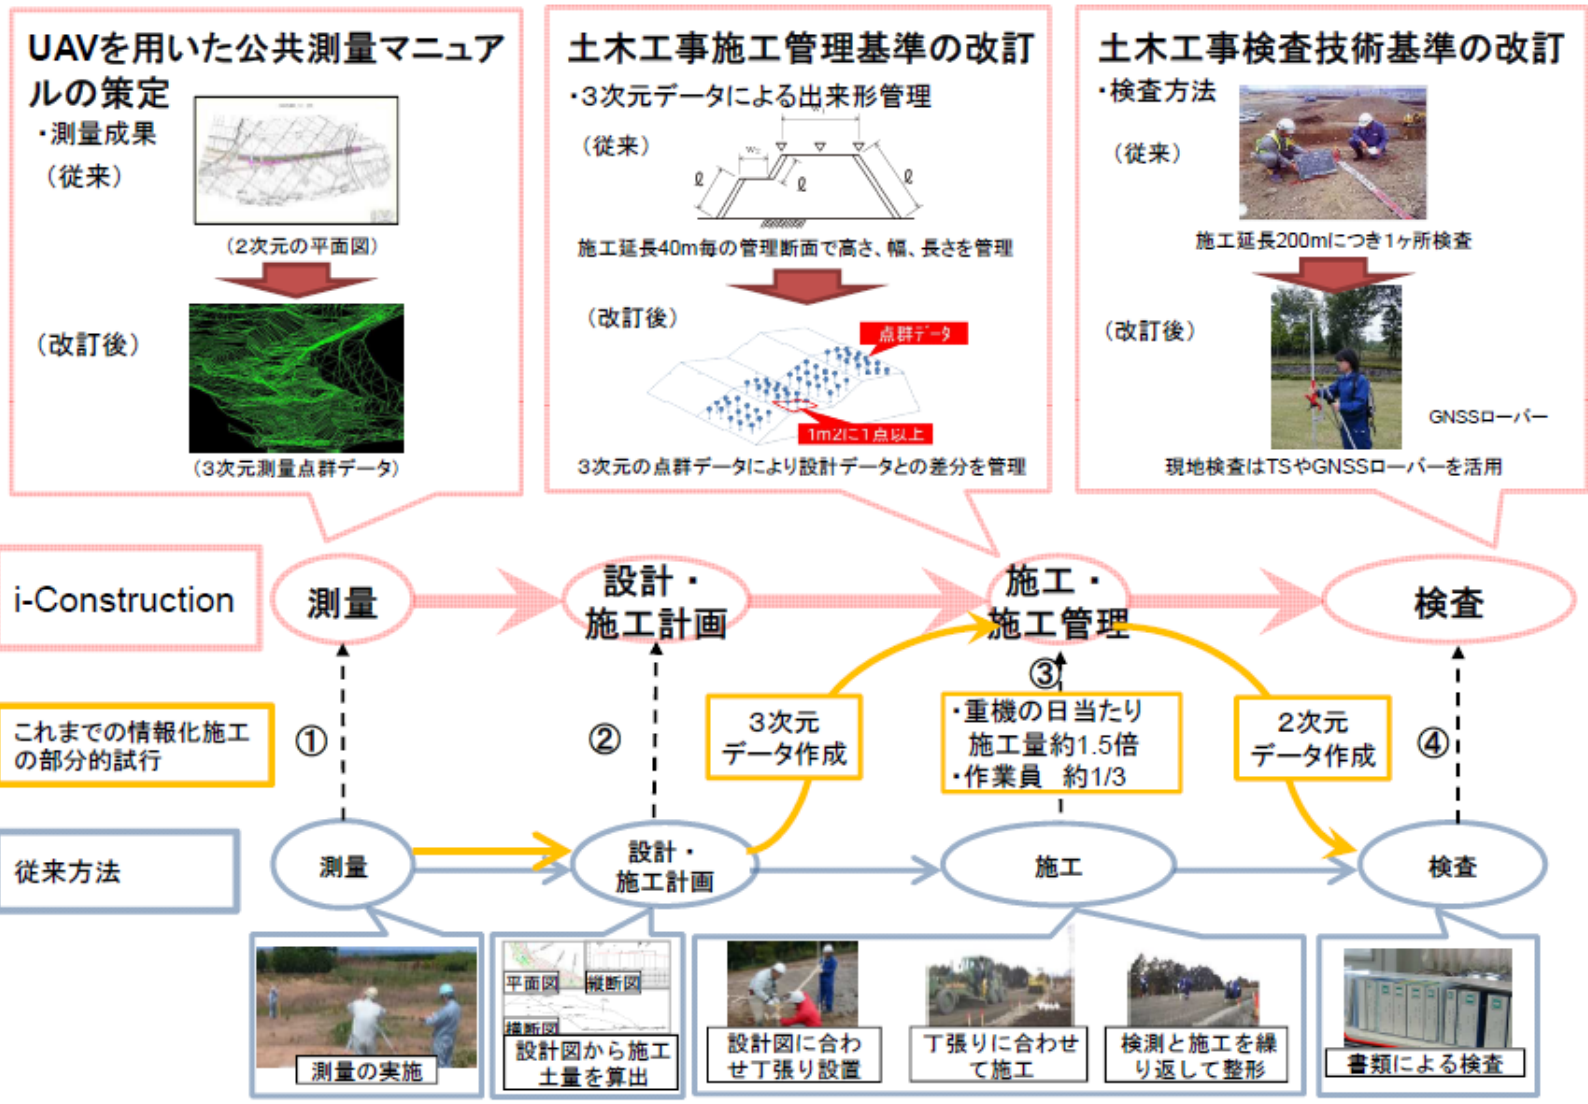 UAVを用いた公共測量マニュア
ルの策定
・測量成果
（従来）
（2次元の平面図）
（改訂後）
（3次元測量点群データ）
土木工事施工管理基準の改訂
・3次元データによる出来形管理
（従来）
W1
W2
ℓ
ℓ
ℓ
施工延長40m毎の管理断面で高さ、幅、長さを管理
（改訂後）
点群データ
1m2に1点以上
3次元の点群データにより設計データとの差分を管理
土木工事検査技術基準の改訂
・検査方法
（従来）
施工延長200mにつき1ヶ所検査
（改訂後）
GNSSローバー
現地検査はTSやGNSSローバーを活用
i-Construction
測量
設計・
施工計画
施工・
施工管理
検査
これまでの情報化施工
の部分的試行
①
②
3次元
データ作成
③
・重機の日当たり
施工量約1.5倍
・作業員　約1/3
2次元
データ作成
④
従来方法
測量
設計・
施工計画
施工
検査
測量の実施
平面図
縦断図
横断図
設計図から施工
土量を算出
設計図に合わ
せ丁張り設置
丁張りに合わせ
て施工
検測と施工を繰
り返して整形
書類による検査